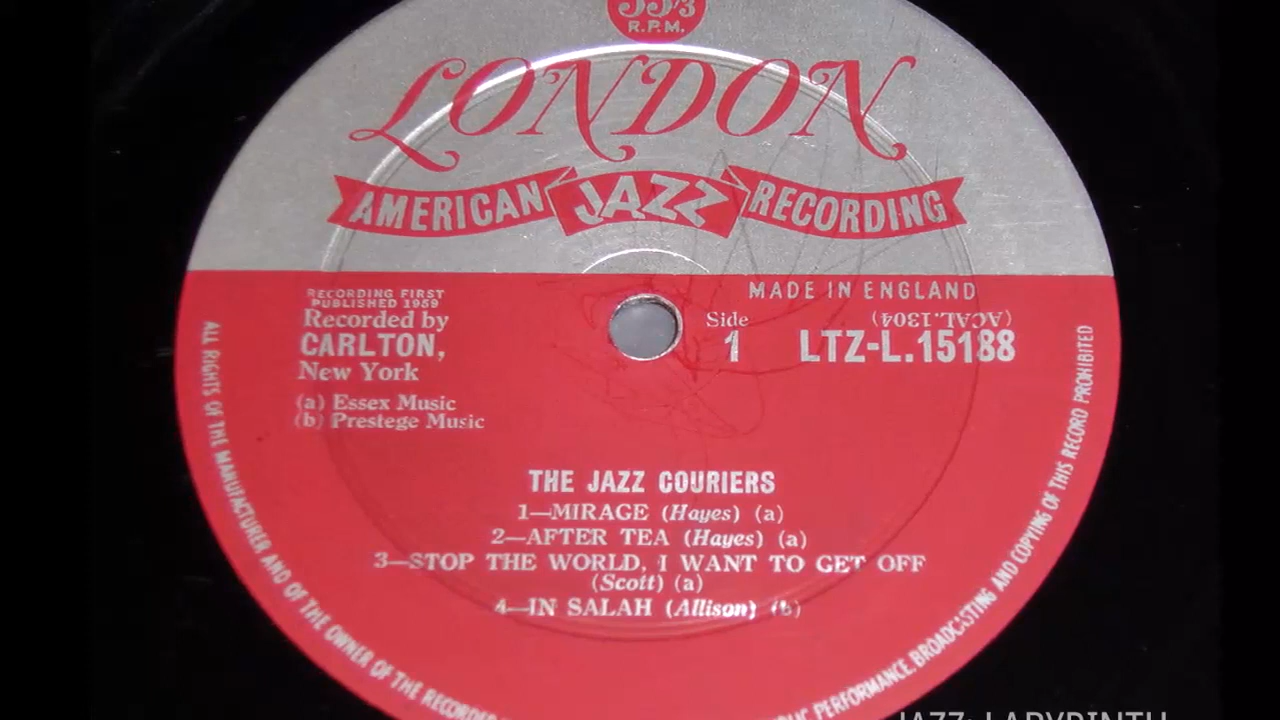 33⅓
R.P.M.
LONDON
AMERICAN JAZZ RECORDING
RECORDING FIRST
PUBLISHED 1959
Recorded by
CARLTON,
New York
(a) Essex Music
(b) Prestege Music
MADE IN ENGLAND
(ACAL.1304)
Side
1
LTZ-L.15188
THE JAZZ COURIERS
1—MIRAGE (Hayes) (a)
2—AFTER TEA (Hayes) (a)
3—STOP THE WORLD, I WANT TO GET OFF
(Scott) (a)
4—IN SALAH (Allison) (b)
ALL RIGHTS OF THE MANUFACTURER AND OF THE OWNER OF THE RECORDED
PUBLIC PERFORMANCE, BROADCASTING AND COPYING OF THIS RECORD PROHIBITED
JAZZ: LABYRINTH